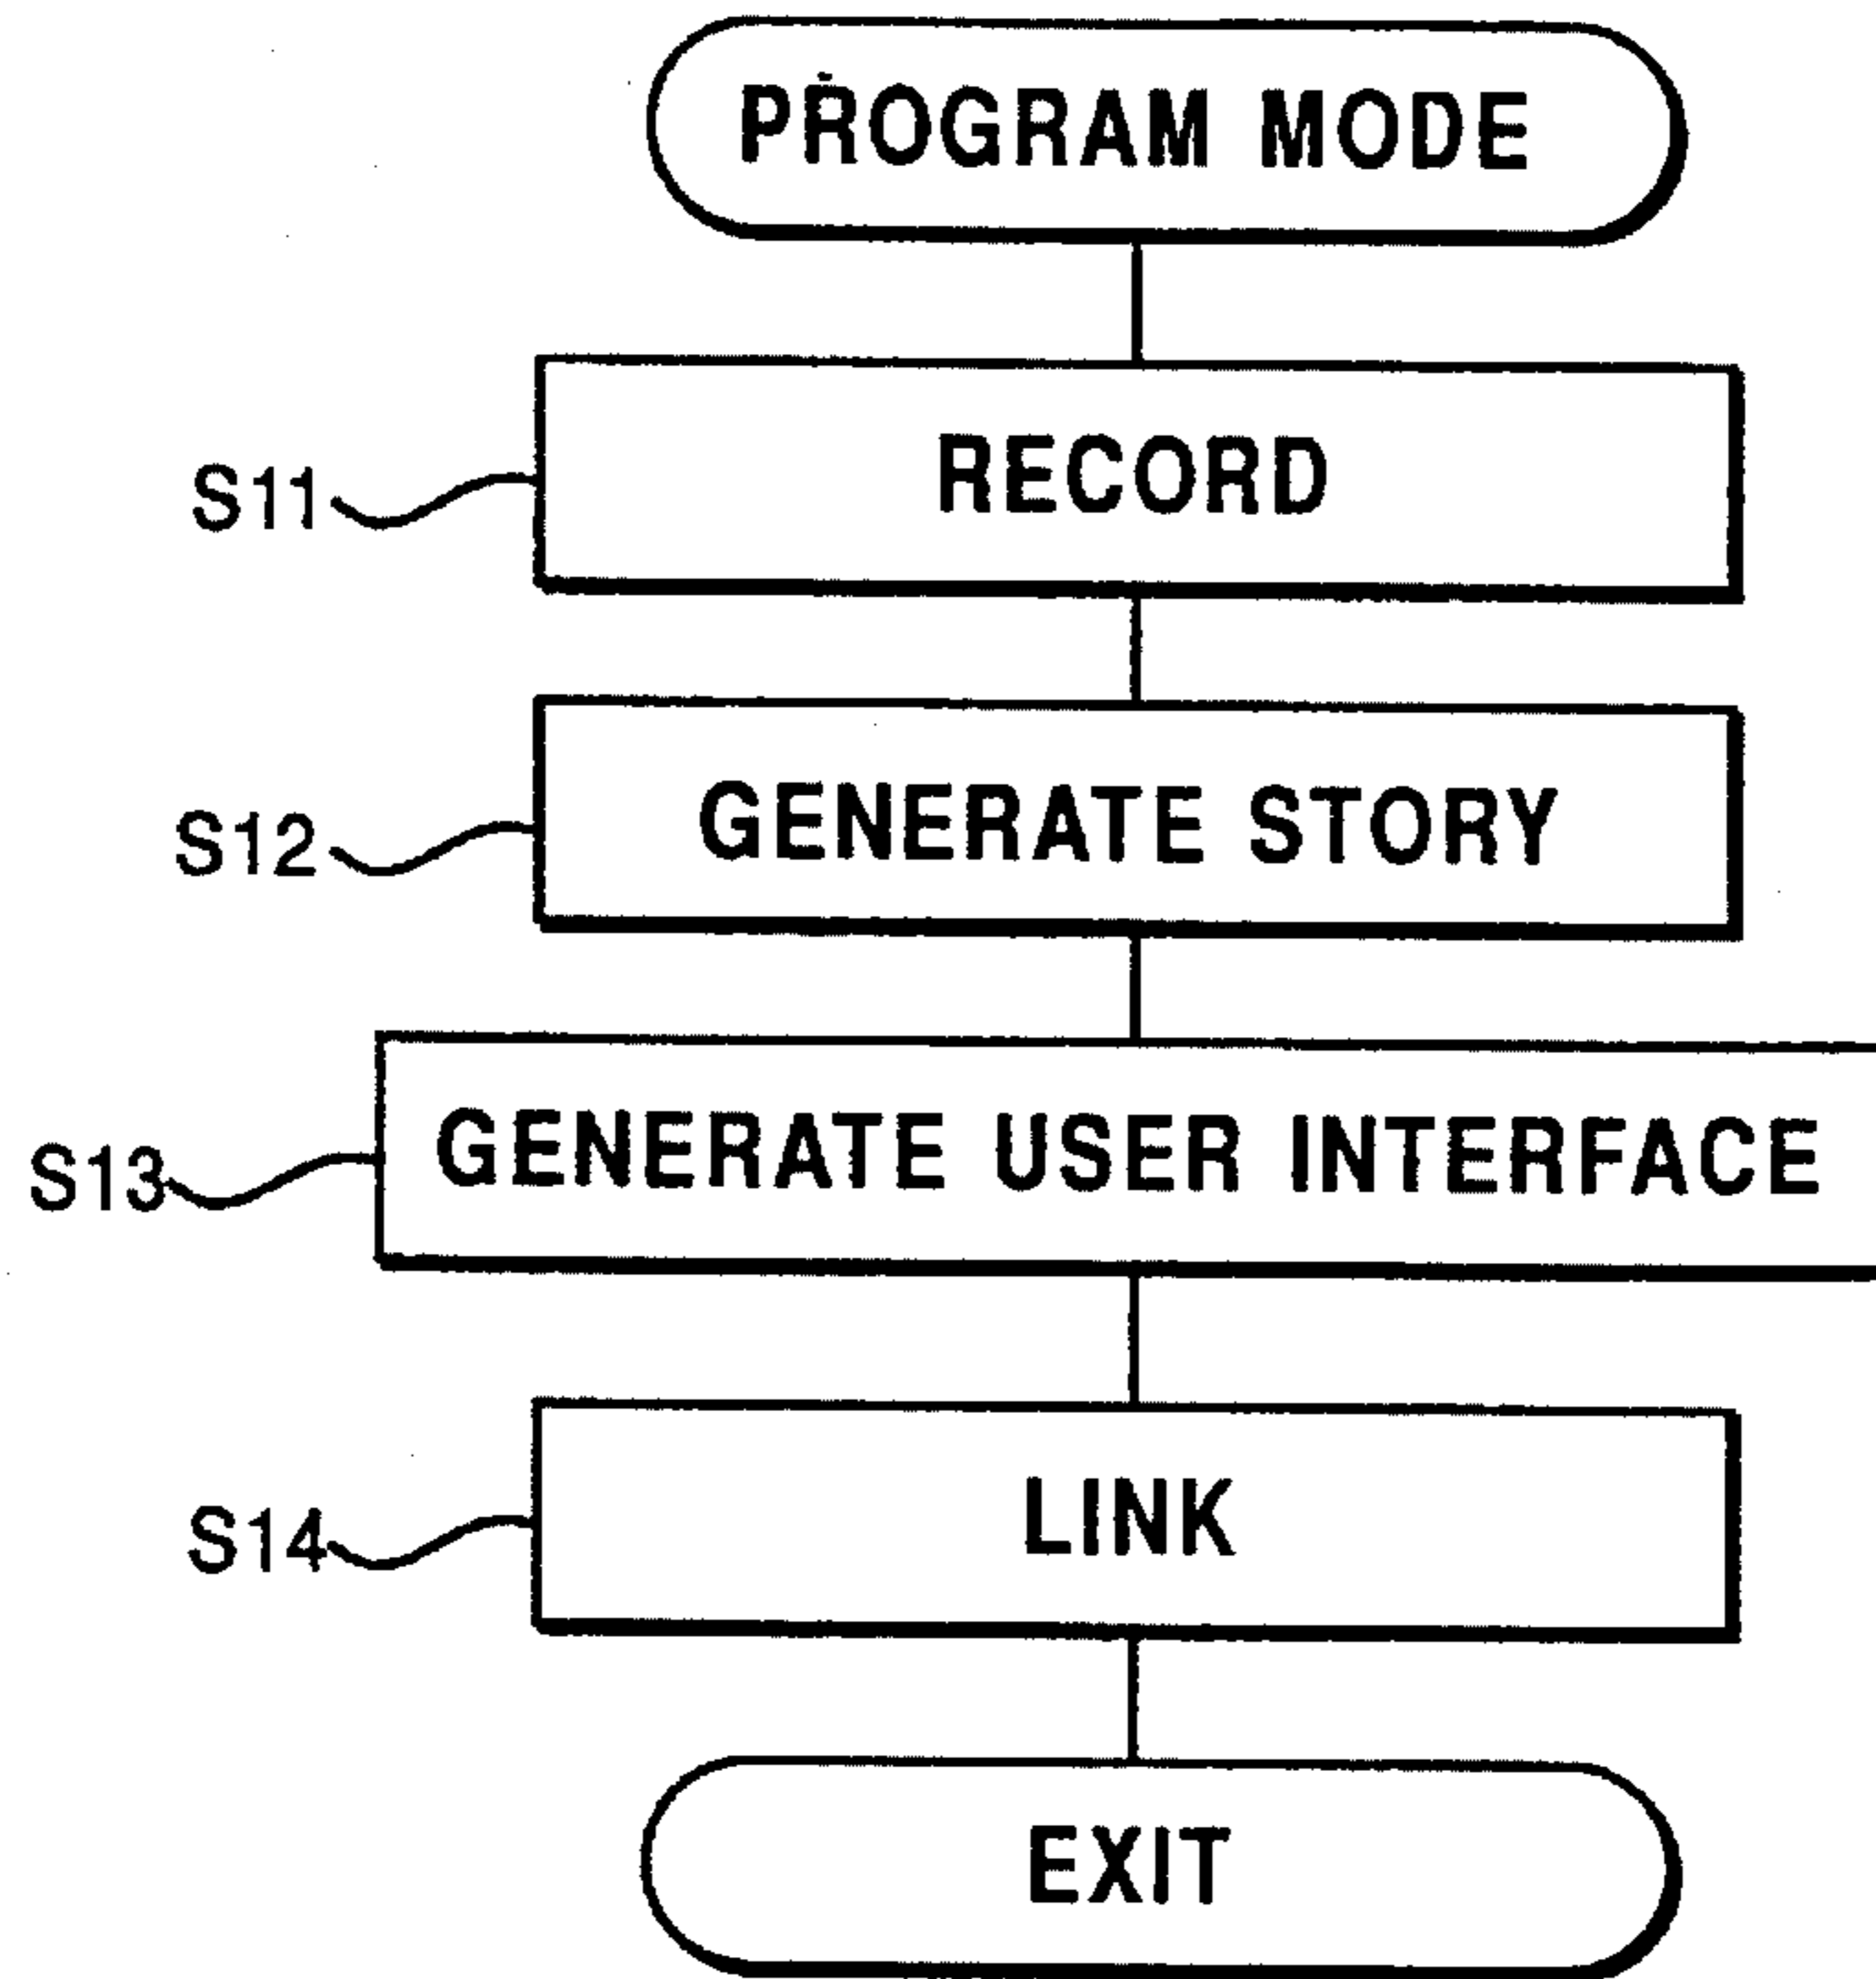 PROGRAM MODE
S11
RECORD
S12
GENERATE STORY
S13
GENERATE USER INTERFACE
S14
LINK
EXIT